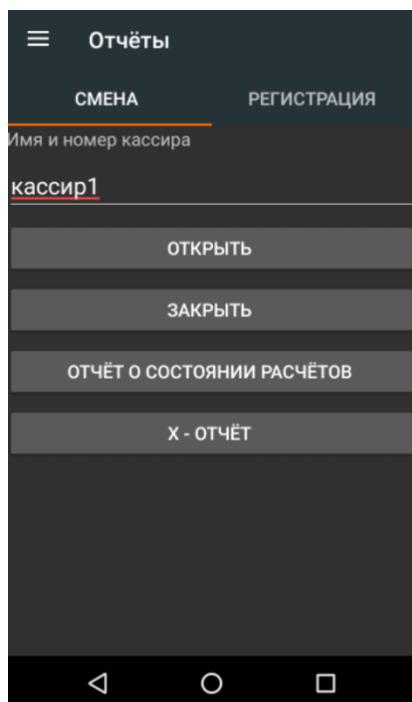 Отчёты
СМЕНА РЕГИСТРАЦИЯ
Имя и номер кассира
кассир1
ОТКРЫТЬ
ЗАКРЫТЬ
ОТЧЁТ О СОСТОЯНИИ РАСЧЁТОВ
X - ОТЧЁТ